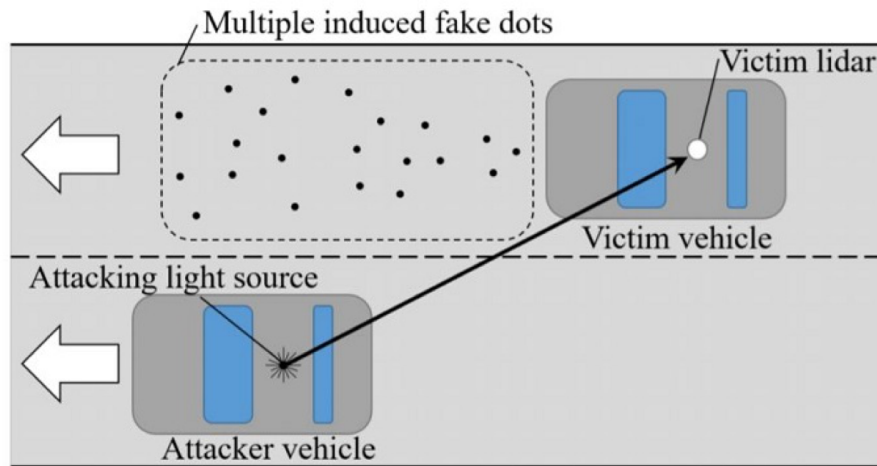 Multiple induced fake dots
Victim lidar
Victim vehicle
Attacking light source
Attacker vehicle